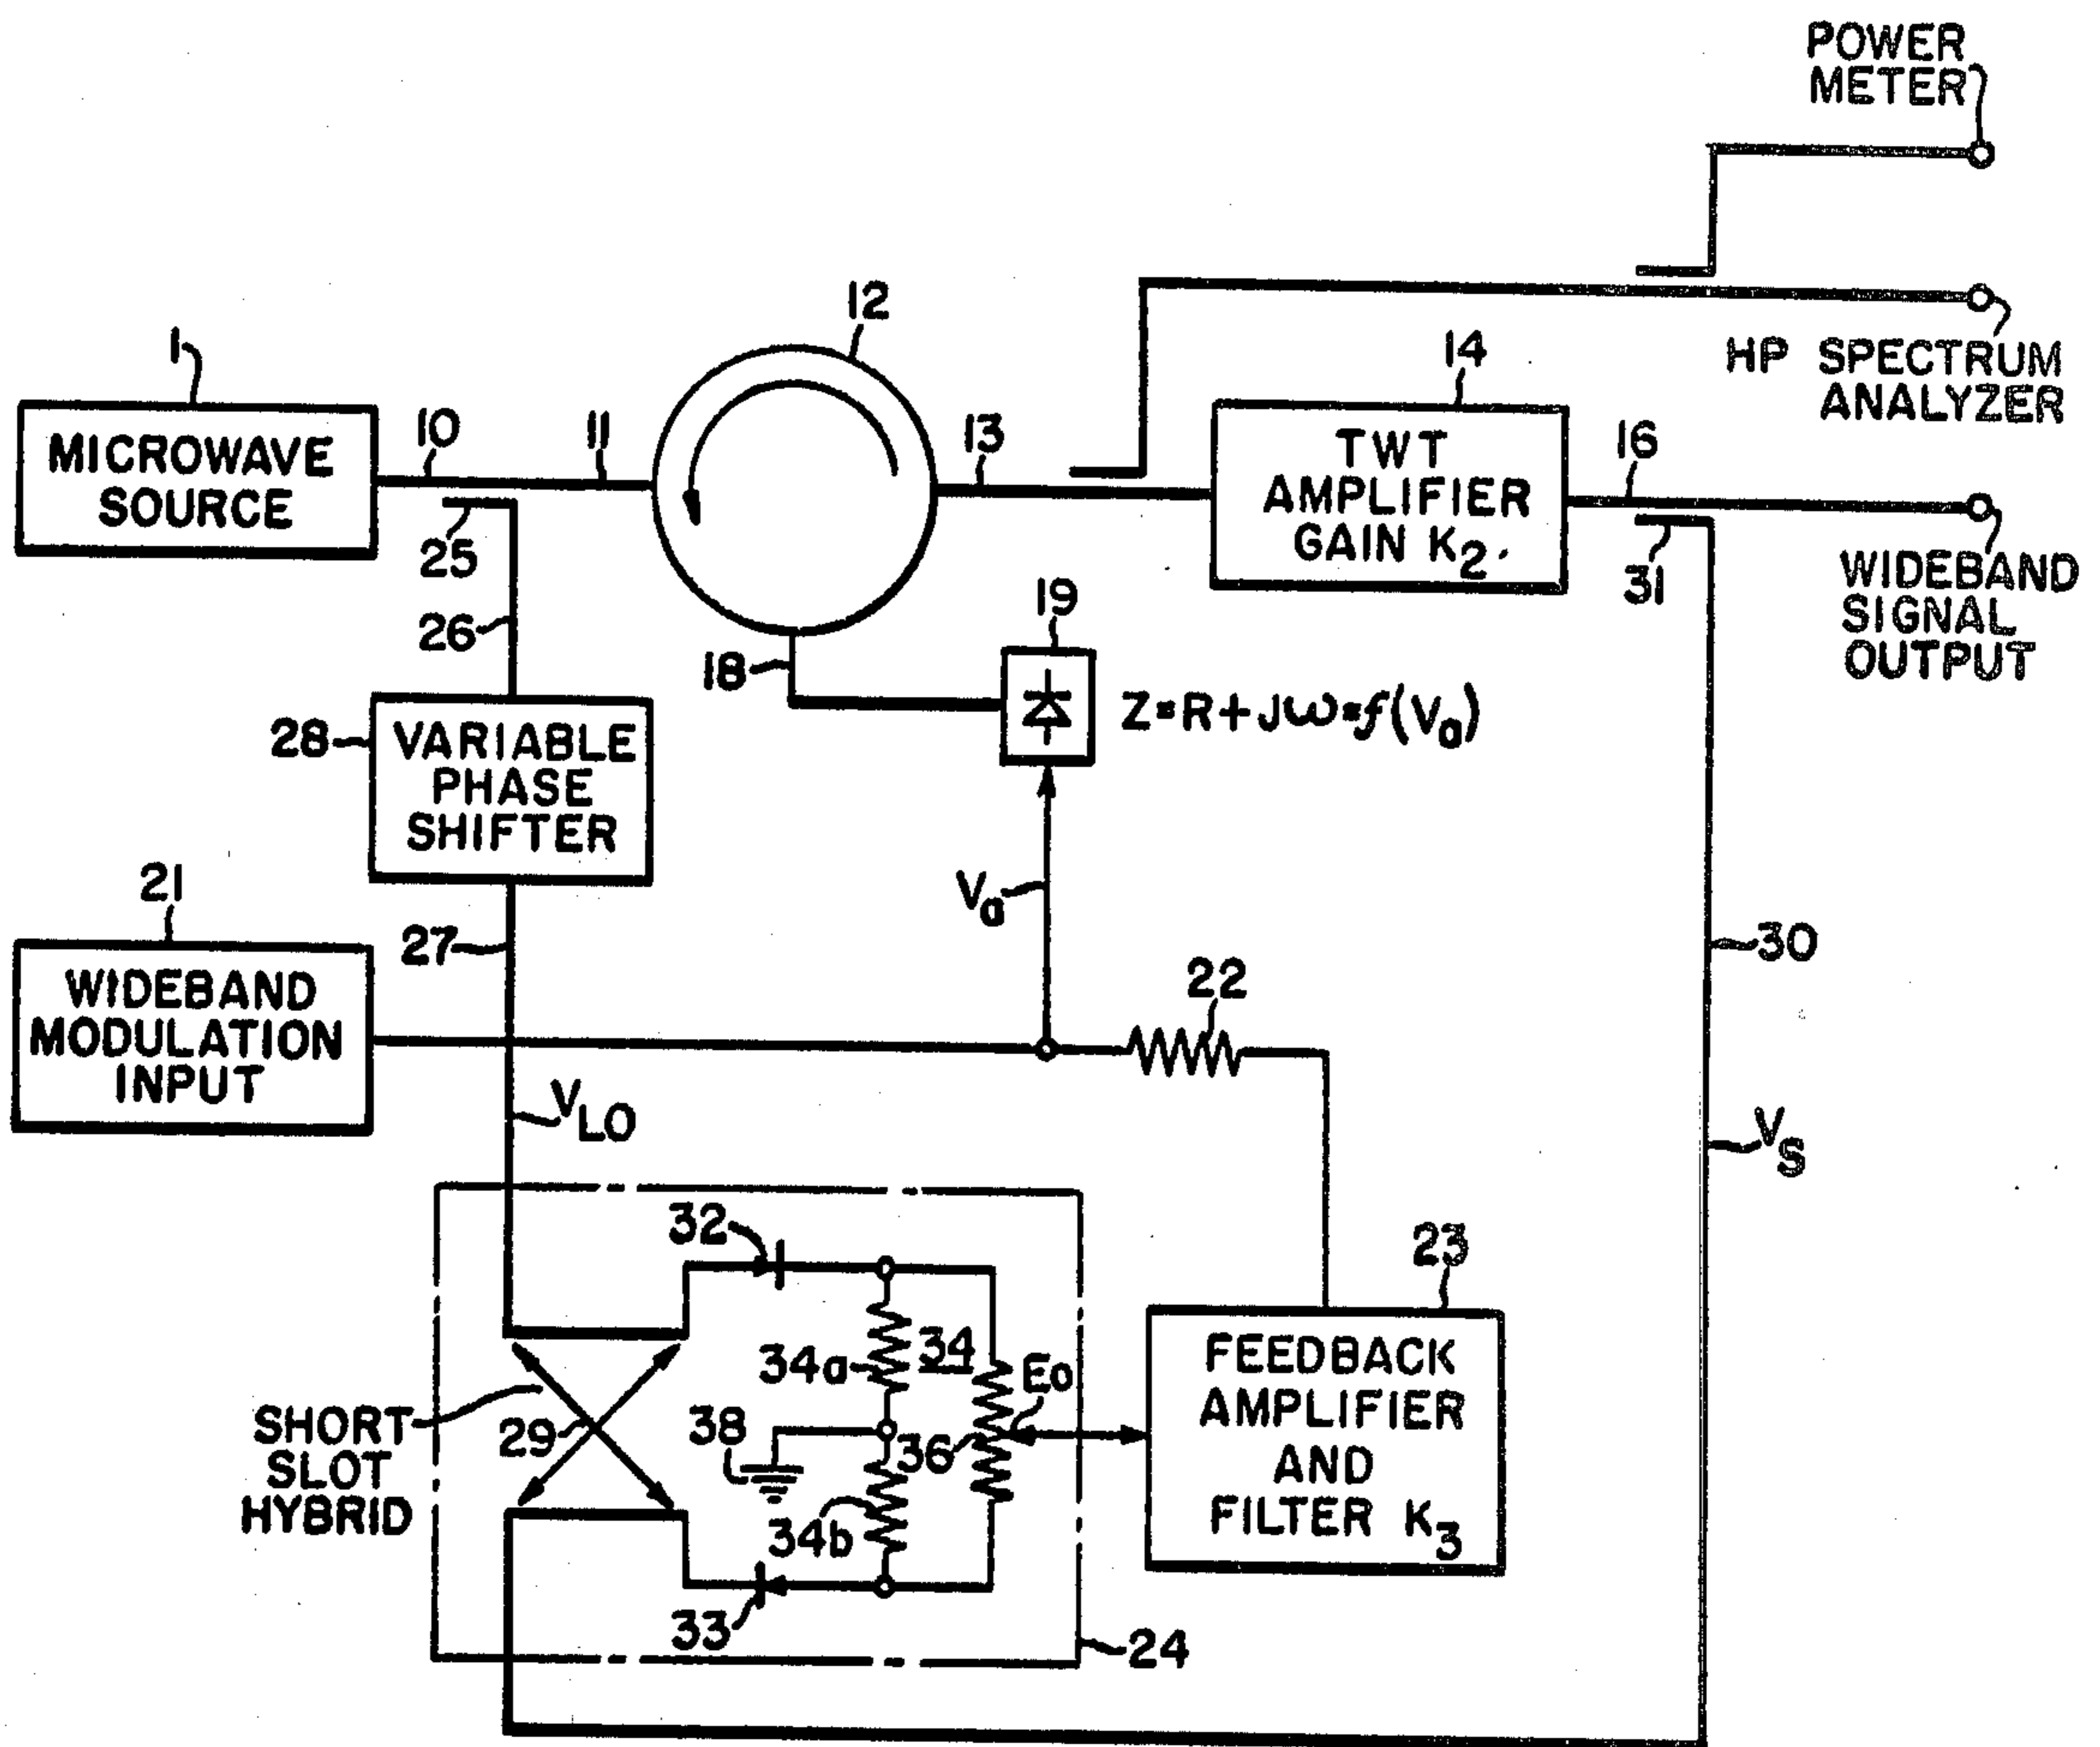 POWER
METER
12
1
14
HP SPECTRUM
ANALYZER
MICROWAVE
SOURCE
10
11
13
TWT
AMPLIFIER
GAIN K2.
16
25
31
WIDEBAND
SIGNAL
OUTPUT
19
26
18
Z=R+Jω=f(Va)
28
VARIABLE
PHASE
SHIFTER
21
Va
27
30
22
WIDEBAND
MODULATION
INPUT
VLO
VS
32
23
34a
34
Eo
FEEDBACK
AMPLIFIER
AND
FILTER K3
SHORT
SLOT
HYBRID
29
38
36
34b
33
24